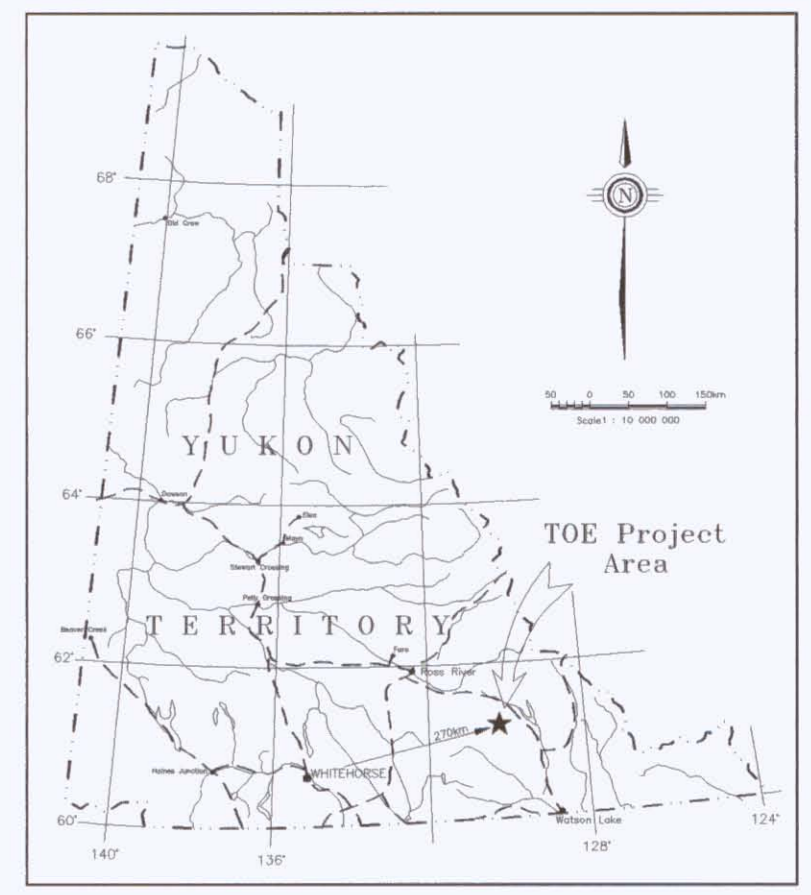 68°
Old Crow
N
66°
50 0 50 100 150km
Scale 1 : 10 000 000
YUKON
64°
Dawson
Elsa
Mayo
TOE Project
Area
Stewart Crossing
Pelly Crossing
TERRITORY
Beaver Creek
62°
Faro
Ross River
270km
Haines Junction
WHITEHORSE
60°
Watson Lake
140°
136°
128°
124°